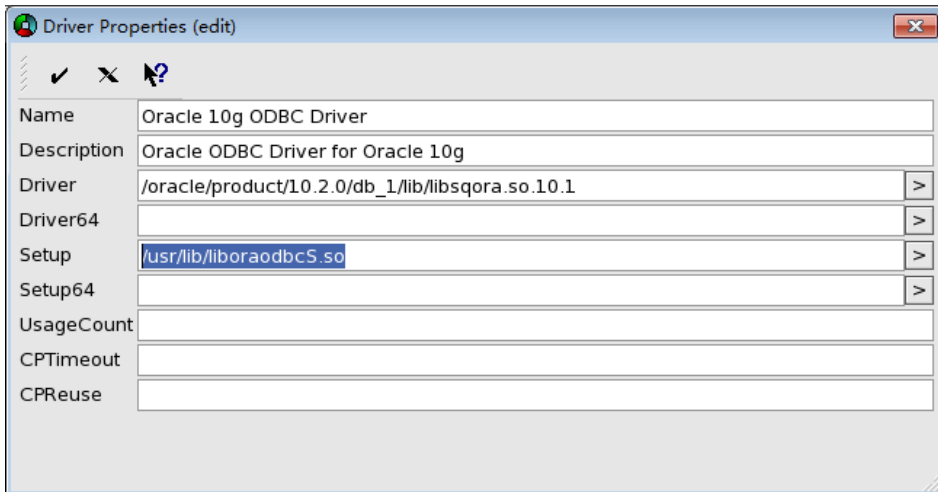 Driver Properties (edit)
Name Oracle 10g ODBC Driver
Description Oracle ODBC Driver for Oracle 10g
Driver /oracle/product/10.2.0/db_1/lib/libsqora.so.10.1 >
Driver64 >
Setup /usr/lib/liboraodbcS.so >
Setup64 >
UsageCount
CPTimeout
CPReuse